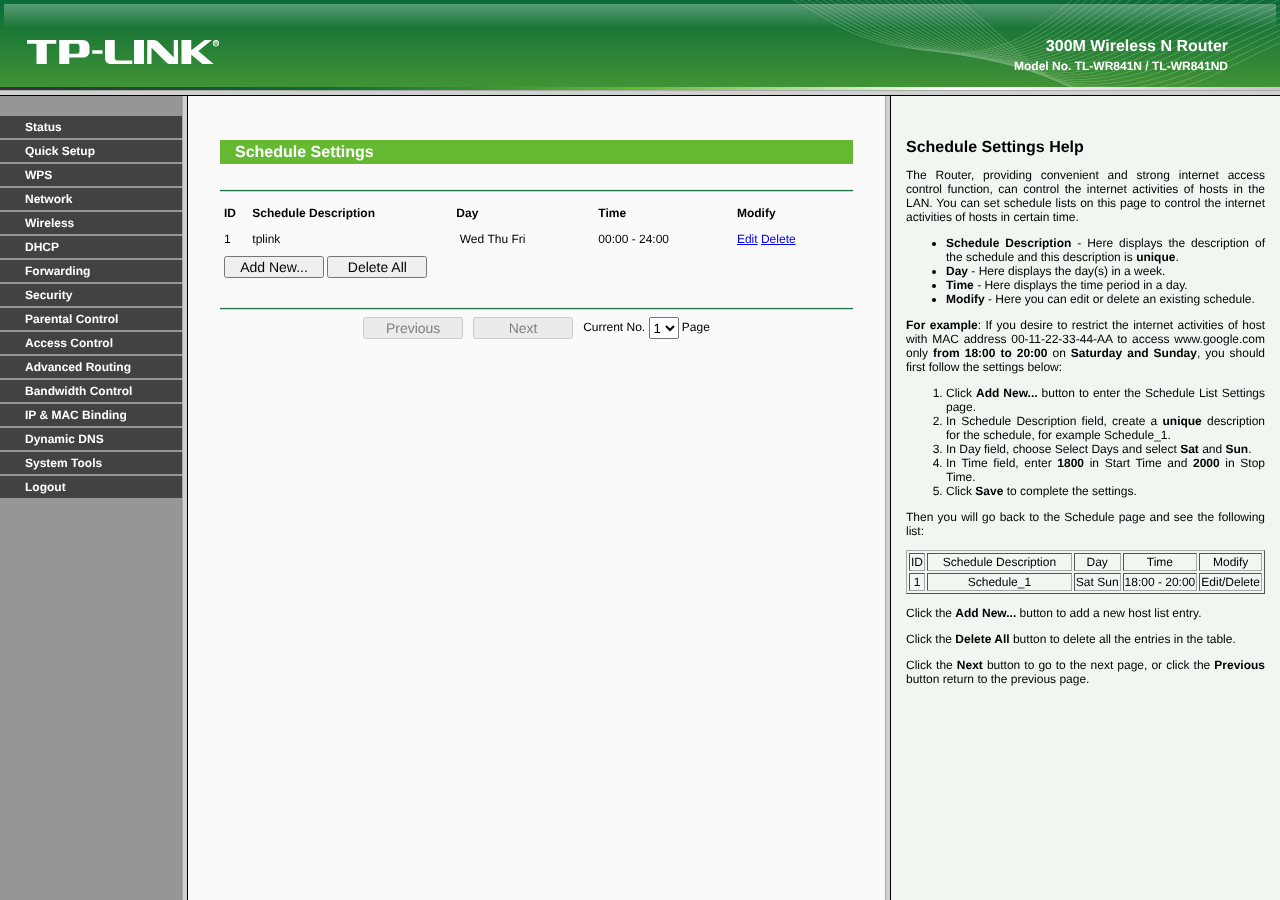 TP-LINK®
300M Wireless N Router
Model No. TL-WR841N / TL-WR841ND
Status
Quick Setup
WPS
Network
Wireless
DHCP
Forwarding
Security
Parental Control
Access Control
Advanced Routing
Bandwidth Control
IP & MAC Binding
Dynamic DNS
System Tools
Logout
Schedule Settings
ID Schedule Description Day Time Modify
1 tplink Wed Thu Fri 00:00 - 24:00 Edit Delete
Add New... Delete All
Previous Next Current No. 1 Page
Schedule Settings Help
The Router, providing convenient and strong internet access
control function, can control the internet activities of hosts in the
LAN. You can set schedule lists on this page to control the internet
activities of hosts in certain time.
• Schedule Description - Here displays the description of
the schedule and this description is unique.
• Day - Here displays the day(s) in a week.
• Time - Here displays the time period in a day.
• Modify - Here you can edit or delete an existing schedule.
For example: If you desire to restrict the internet activities of host
with MAC address 00-11-22-33-44-AA to access www.google.com
only from 18:00 to 20:00 on Saturday and Sunday, you should
first follow the settings below:
1. Click Add New... button to enter the Schedule List Settings
page.
2. In Schedule Description field, create a unique description
for the schedule, for example Schedule_1.
3. In Day field, choose Select Days and select Sat and Sun.
4. In Time field, enter 1800 in Start Time and 2000 in Stop
Time.
5. Click Save to complete the settings.
Then you will go back to the Schedule page and see the following
list:
ID Schedule Description Day Time Modify
1 Schedule_1 Sat Sun 18:00 - 20:00 Edit/Delete
Click the Add New... button to add a new host list entry.
Click the Delete All button to delete all the entries in the table.
Click the Next button to go to the next page, or click the Previous
button return to the previous page.